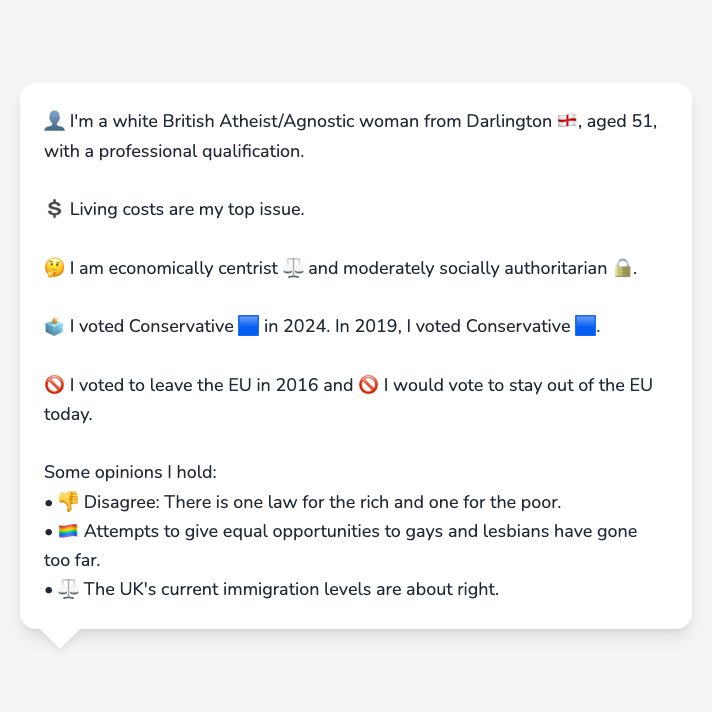 👤 I'm a white British Atheist/Agnostic woman from Darlington 🏴󠁧󠁢󠁥󠁮󠁧󠁿, aged 51,
with a professional qualification.
💲 Living costs are my top issue.
🤔 I am economically centrist ⚖️ and moderately socially authoritarian 🔒.
🗳️ I voted Conservative 🟦 in 2024. In 2019, I voted Conservative 🟦.
🚫 I voted to leave the EU in 2016 and 🚫 I would vote to stay out of the EU
today.
Some opinions I hold:
• 👎 Disagree: There is one law for the rich and one for the poor.
• 🏳️‍🌈 Attempts to give equal opportunities to gays and lesbians have gone
too far.
• ⚖️ The UK's current immigration levels are about right.